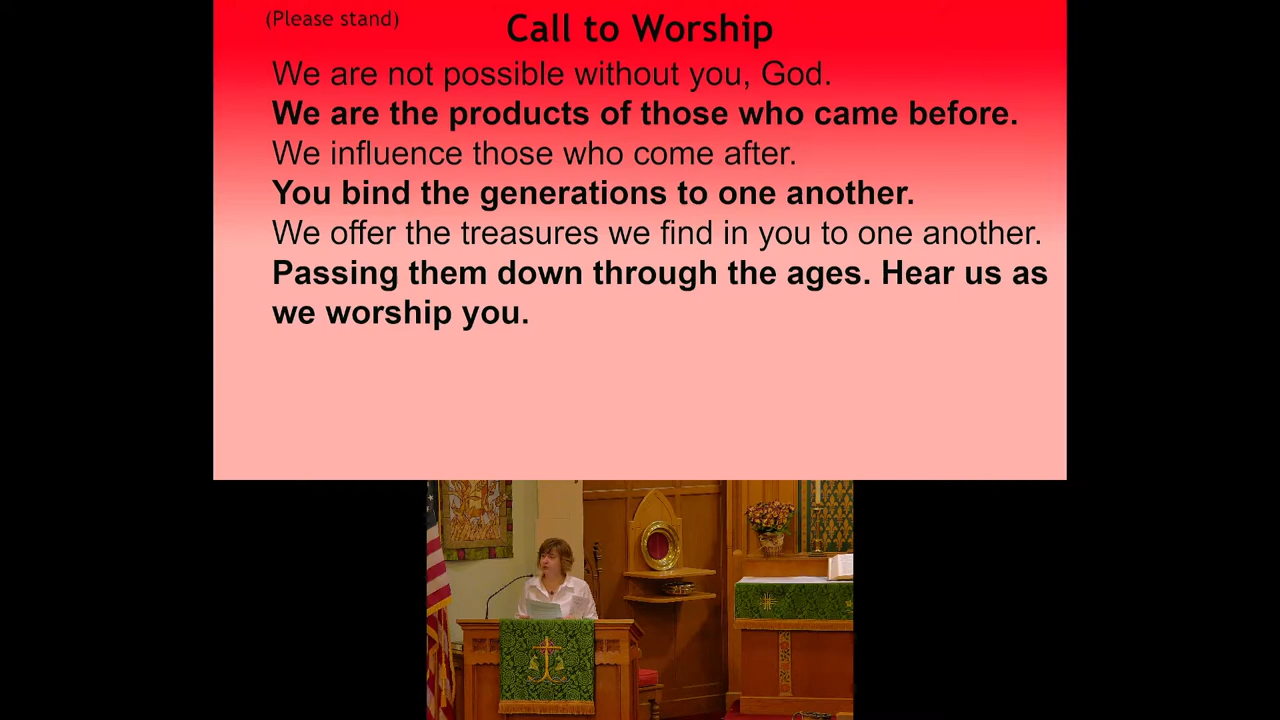 (Please stand)
Call to Worship
We are not possible without you, God.
We are the products of those who came before.
We influence those who come after.
You bind the generations to one another.
We offer the treasures we find in you to one another.
Passing them down through the ages. Hear us as
we worship you.